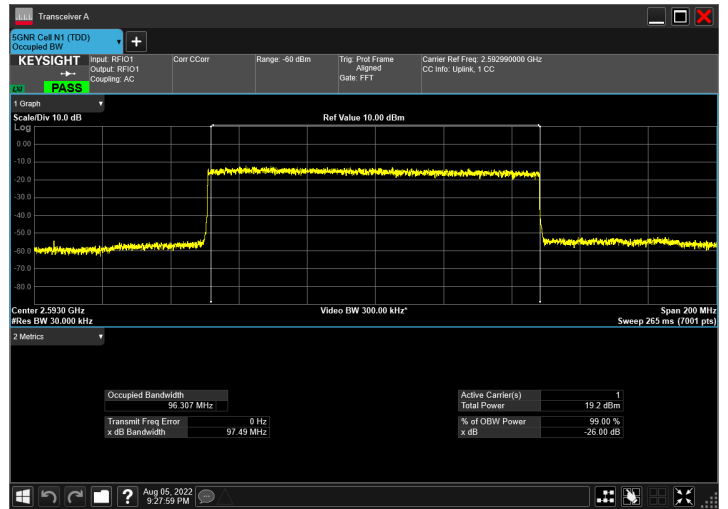 Transceiver A
5GNR Cell N1 (TDD)
Occupied BW
KEYSIGHT
LXI
PASS
Input: RFIO1
Output: RFIO1
Coupling: AC
Corr CCorr
Range: -60 dBm
Trig: Prot Frame
Aligned
Gate: FFT
Carrier Ref Freq: 2.592990000 GHz
CC Info: Uplink, 1 CC
1 Graph
Scale/Div 10.0 dB
Ref Value 10.00 dBm
Log
0.00
-10.0
-20.0
-30.0
-40.0
-50.0
-60.0
-70.0
-80.0
Center 2.5930 GHz
Video BW 300.00 kHz*
Span 200 MHz
#Res BW 30.000 kHz
Sweep 265 ms (7001 pts)
2 Metrics
Occupied Bandwidth
96.307 MHz
Transmit Freq Error 0 Hz
x dB Bandwidth 97.49 MHz
Active Carrier(s) 1
Total Power 19.2 dBm
% of OBW Power 99.00 %
x dB -26.00 dB
Aug 05, 2022
9:27:59 PM